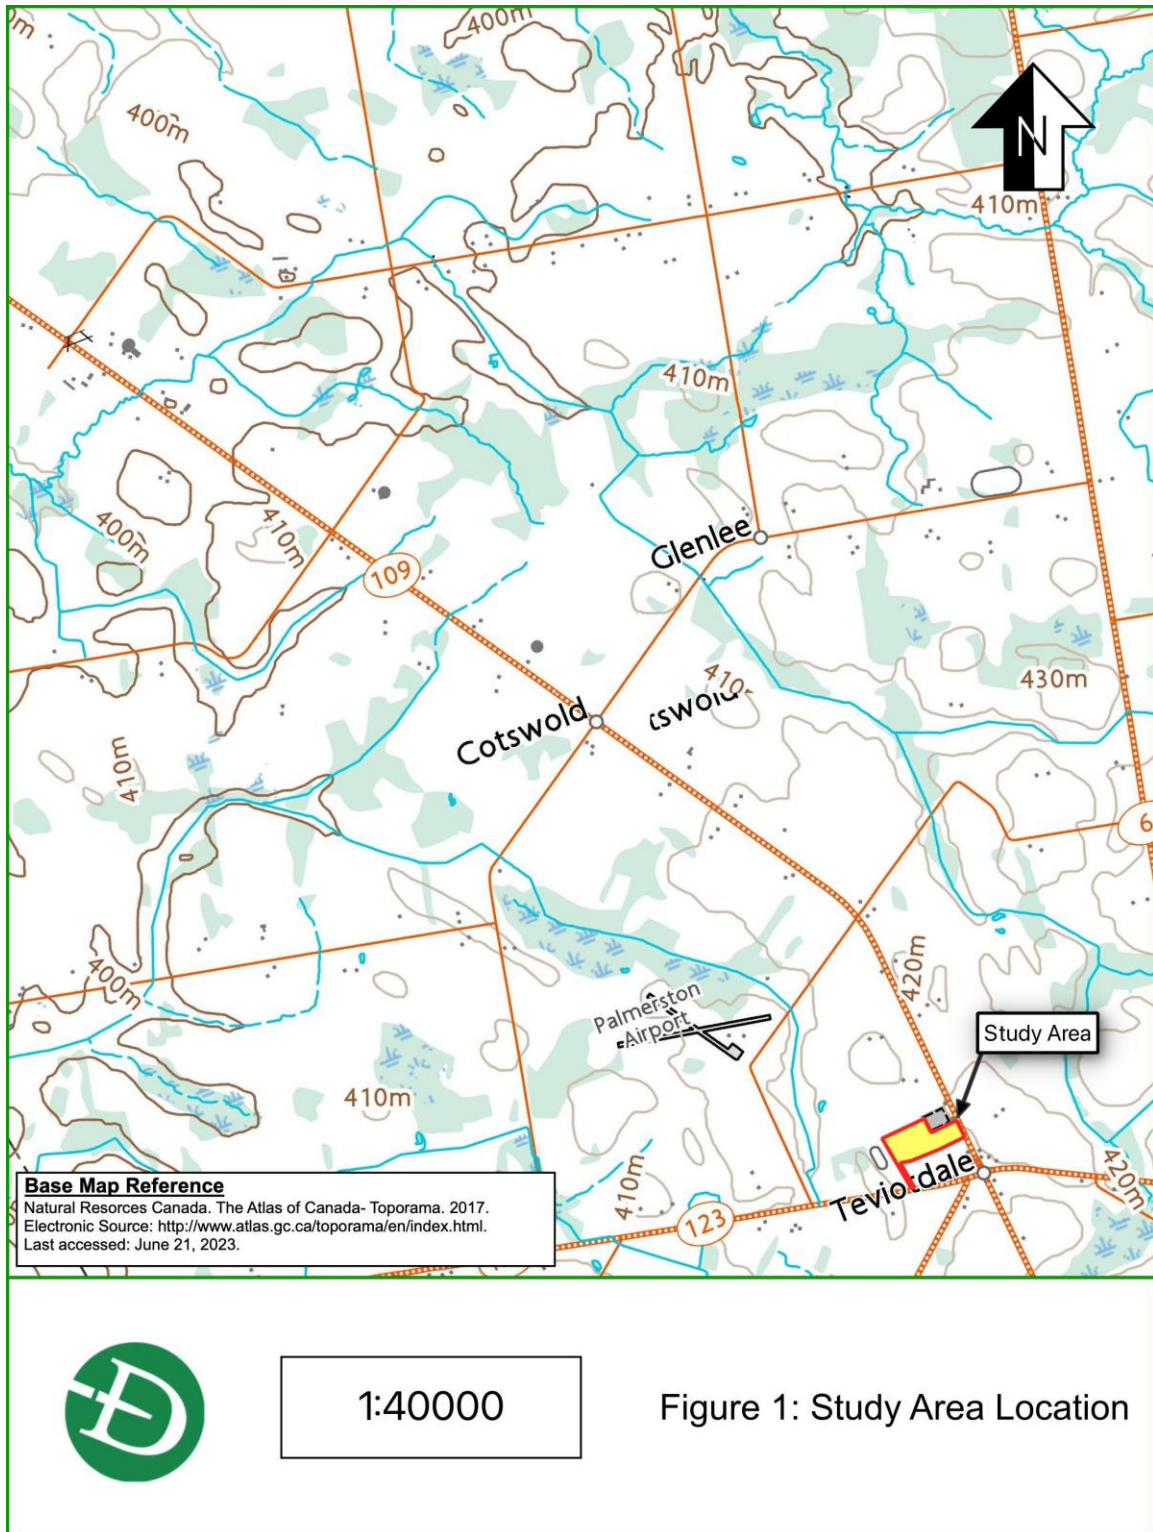 400m
400m
N
410m
410m
Glenlee
400m
410m
109
410
tswold
430m
Cotswold
410m
6
420m
400m
Palmerston
Airport
Study Area
410m
Teviotdale
420m
410m
123
Base Map Reference
Natural Resorces Canada. The Atlas of Canada- Toporama. 2017.
Electronic Source: http://www.atlas.gc.ca/toporama/en/index.html.
Last accessed: June 21, 2023.
D
1:40000
Figure 1: Study Area Location